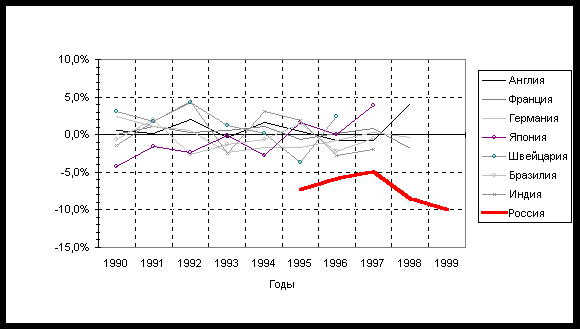 10,0%
5,0%
0,0%
-5,0%
-10,0%
-15,0%
1990 1991 1992 1993 1994 1995 1996 1997 1998 1999
Годы
Англия
Франция
Германия
Япония
Швейцария
Бразилия
Индия
Россия